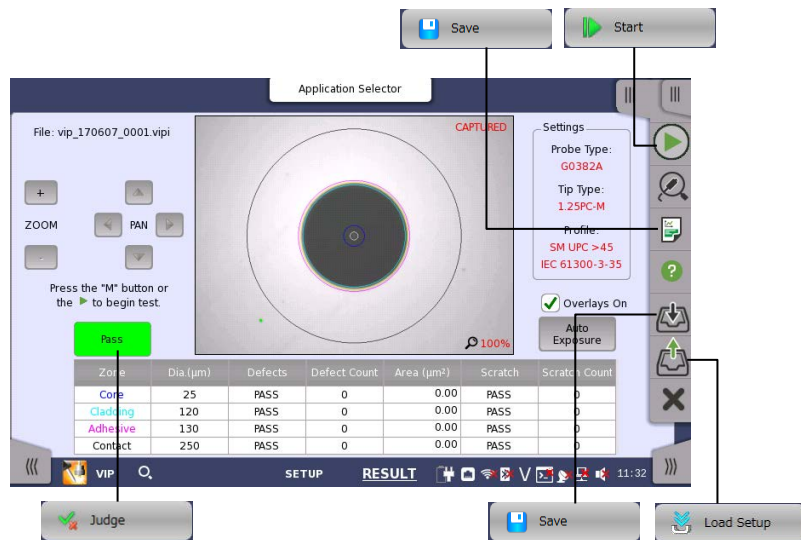 Save
Start
Application Selector
File: vip_170607_0001.vipi
CAPTURED
Settings
Probe Type:
G0382A
Tip Type:
1.25PC-M
Profile:
SM UPC >45
IEC 61300-3-35
+
ZOOM
PAN
-
Press the "M" button or
the ▶ to begin test.
Overlays On
Pass
100%
Auto
Exposure
Zone Dia.(μm) Defects Defect Count Area (μm²) Scratch Scratch Count
Core 25 PASS 0 0.00 PASS 0
Cladding 120 PASS 0 0.00 PASS 0
Adhesive 130 PASS 0 0.00 PASS 0
Contact 250 PASS 0 0.00 PASS 0
VIP
SETUP
RESULT
V
11:32
Judge
Save
Load Setup